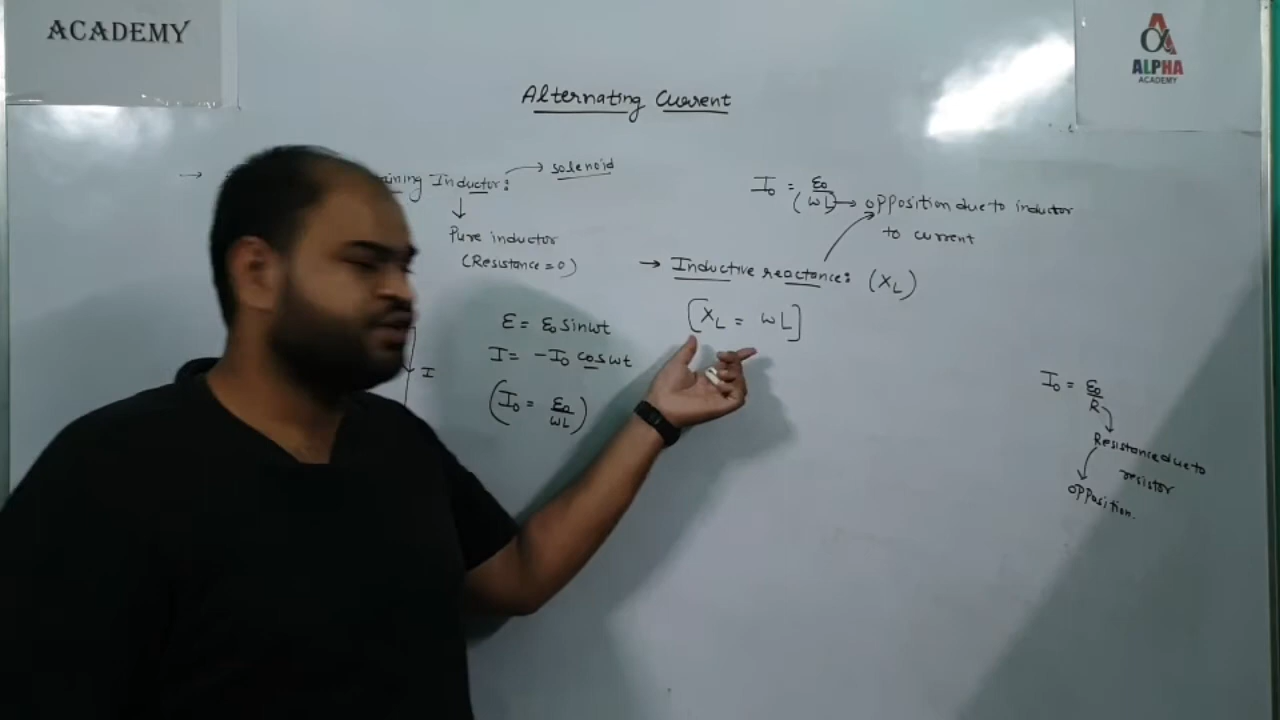 ACADEMY
ALPHA
ACADEMY
Alternating Current
→ ining Inductor: → solenoid
Pure inductor
(Resistance = 0)
ε = ε₀ sinωt
I = -I₀ cosωt
(I₀ = ε₀/ωL)
I
I₀ = ε₀/(ωL) → opposition due to inductor
to current
→ Inductive reactance: (X_L)
[X_L = ωL]
I₀ = ε₀/R
Resistance due to
resistor
opposition.